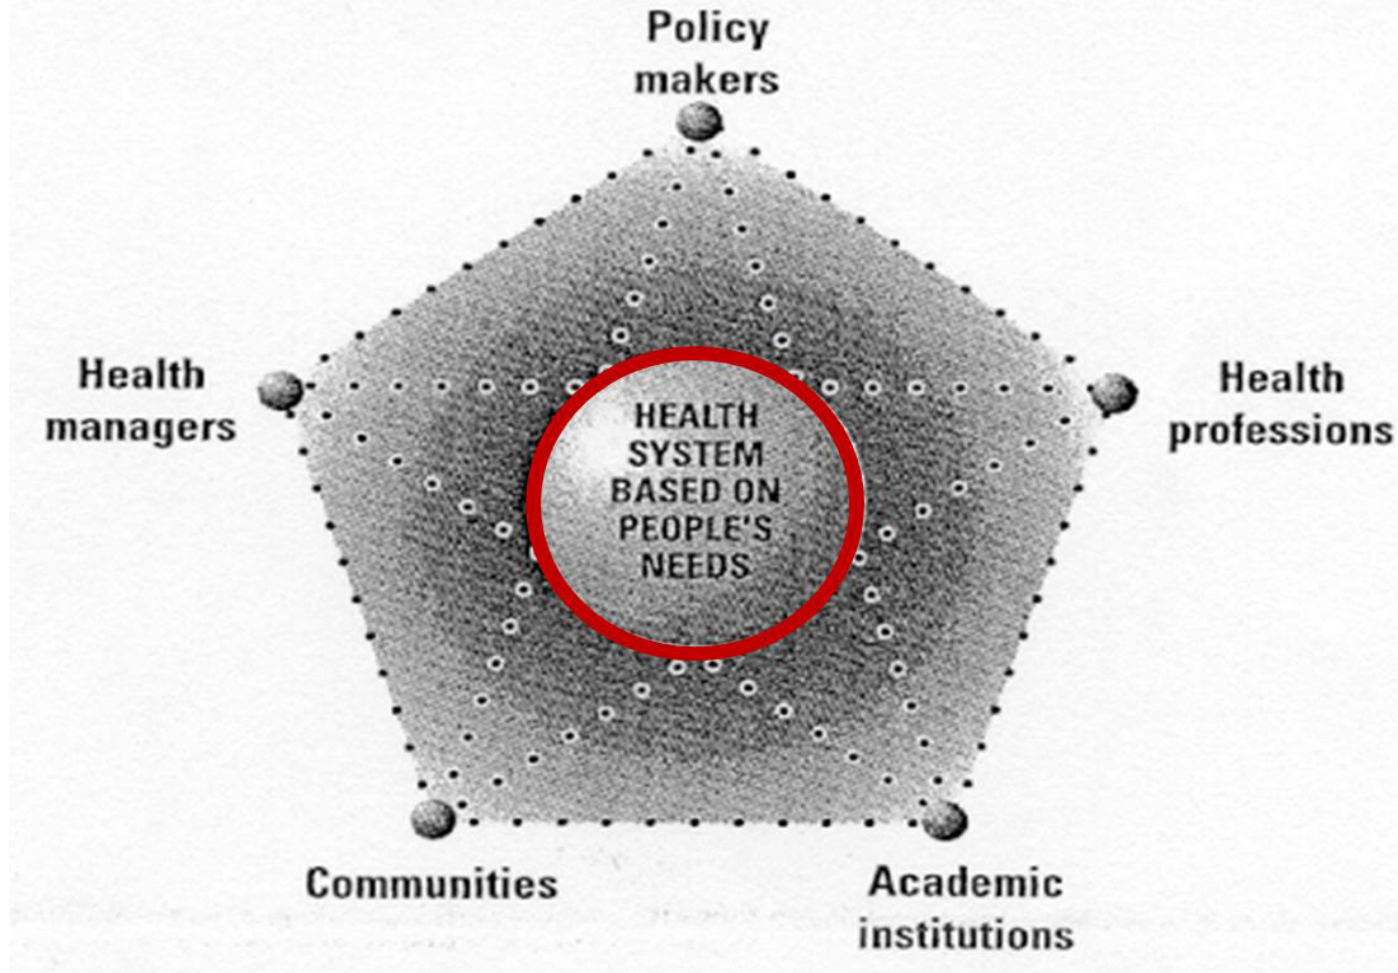 Policy
makers
Health
managers
Health
professions
HEALTH
SYSTEM
BASED ON
PEOPLE'S
NEEDS
Communities
Academic
institutions